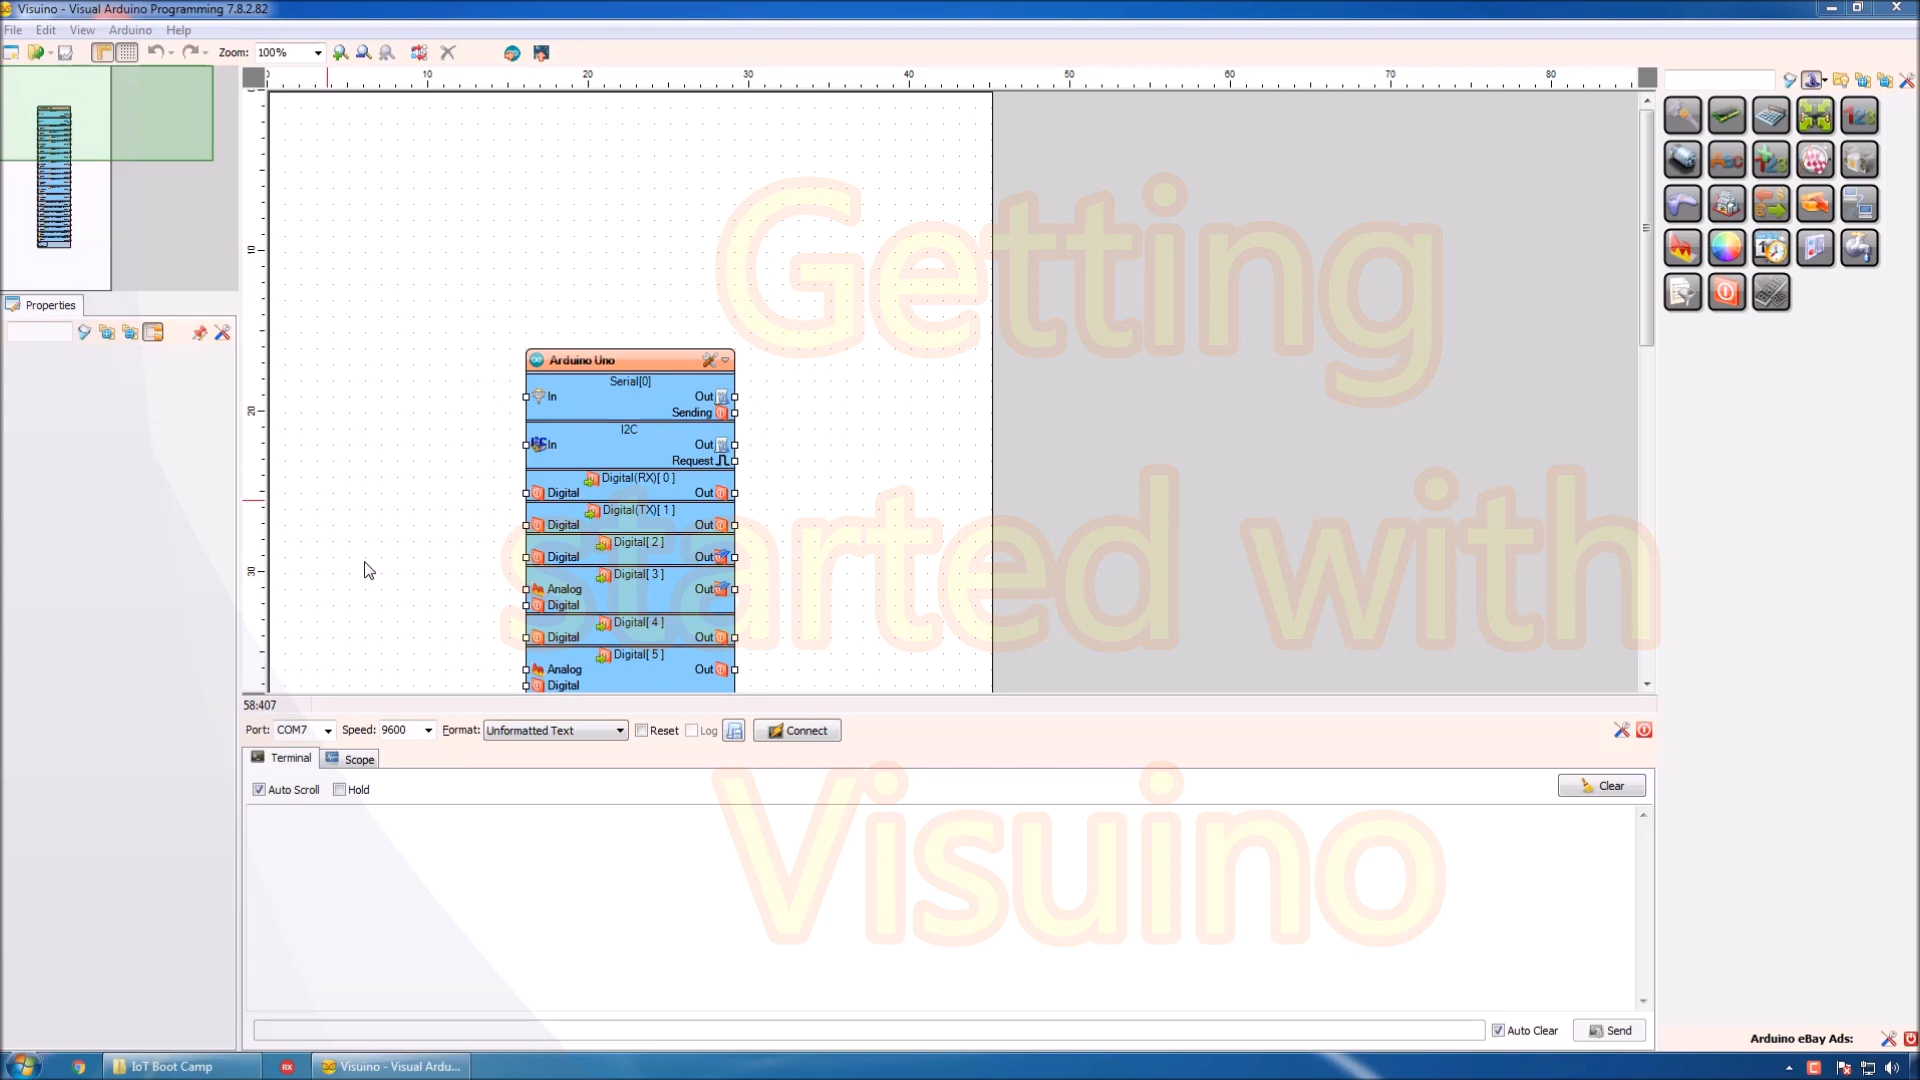 Visuino - Visual Arduino Programming 7.8.2.82
File Edit View Arduino Help
Zoom: 100%
0 10 20 30 40 50 60 70 80
10
20
30
Properties
Getting
started with
Visuino
Arduino Uno
Serial[0]
In Out
Sending
I2C
In Out
Request
Digital(RX)[ 0 ]
Digital Out
Digital(TX)[ 1 ]
Digital Out
Digital[ 2 ]
Digital Out
Digital[ 3 ]
Analog Out
Digital
Digital[ 4 ]
Digital Out
Digital[ 5 ]
Analog Out
Digital
58:407
Port: COM7 Speed: 9600 Format: Unformatted Text Reset Log Connect
Terminal Scope
Auto Scroll Hold Clear
Auto Clear Send
Arduino eBay Ads:
IoT Boot Camp RX Visuino - Visual Ardu...